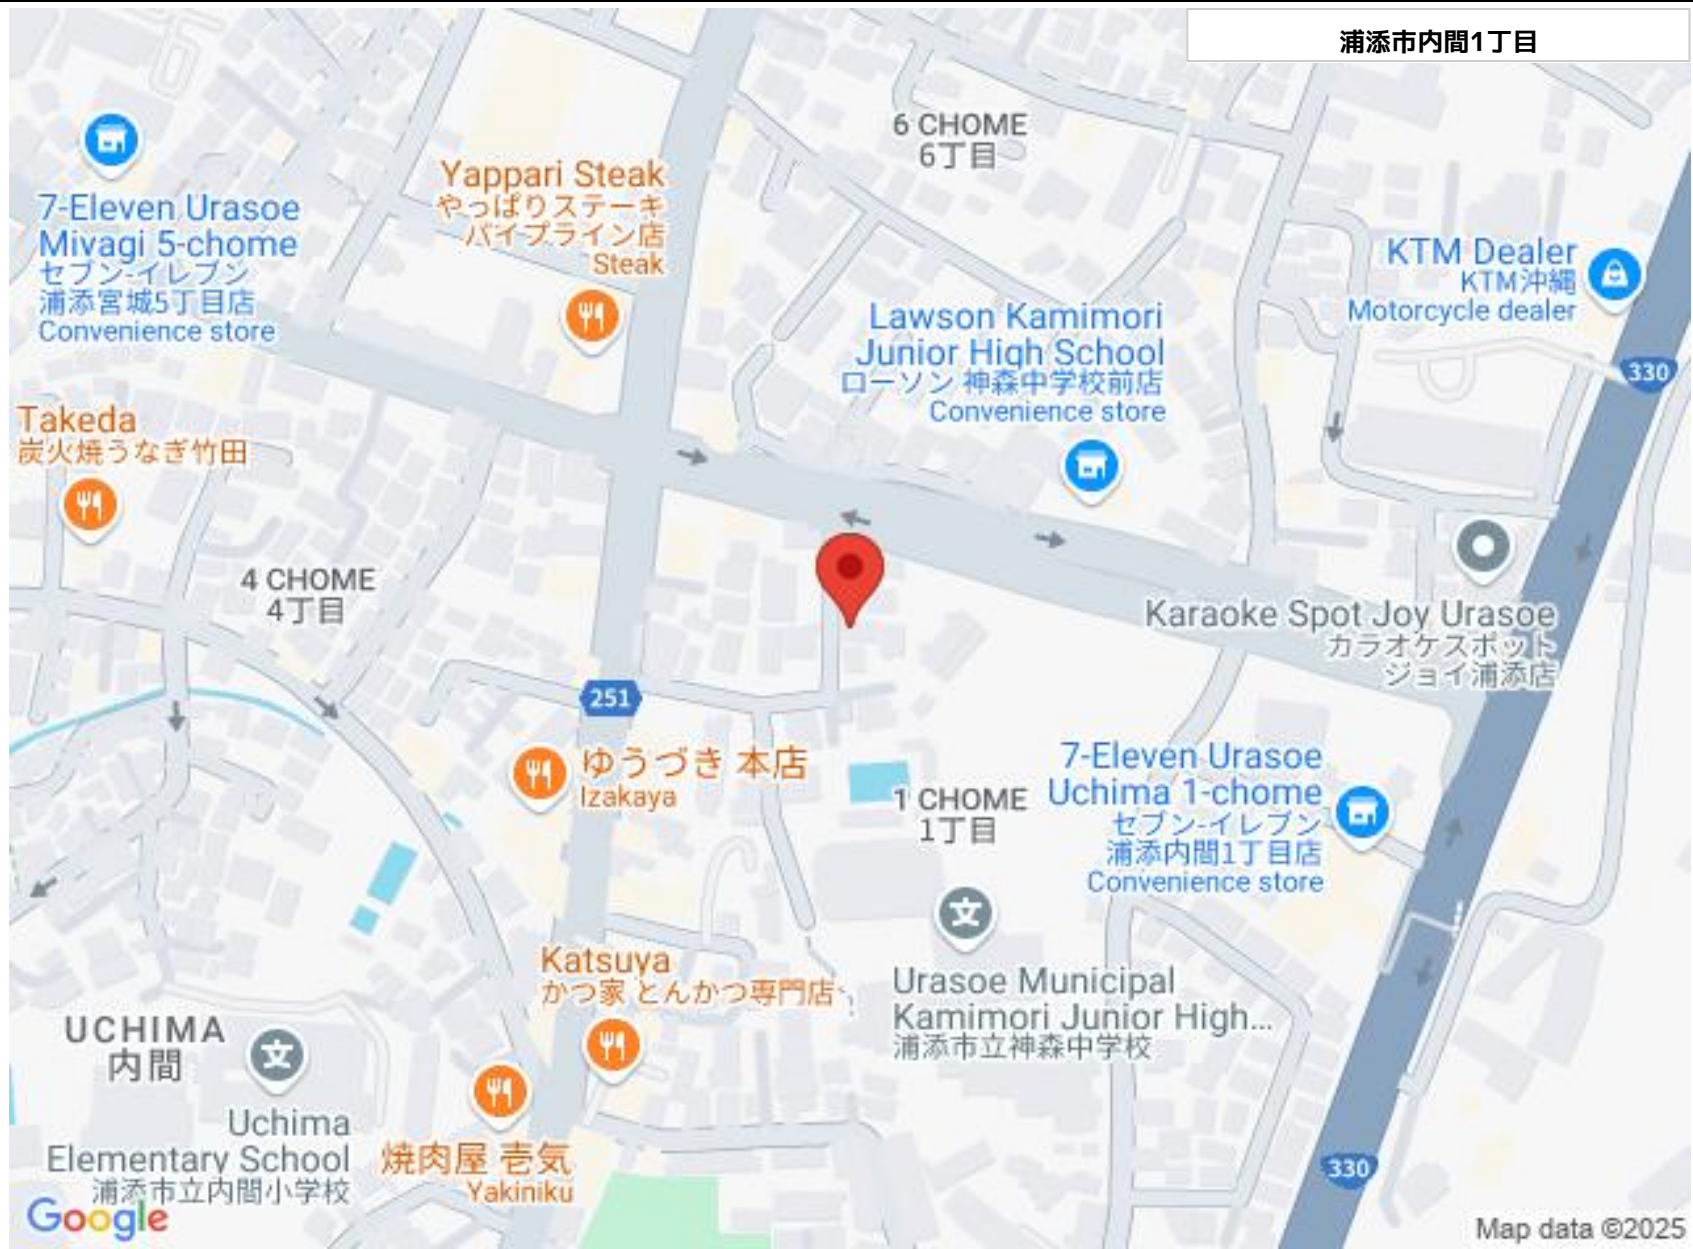 浦添市内間1丁目
6 CHOME
6丁目
7-Eleven Urasoe
Miyagi 5-chome
セブン-イレブン
浦添宮城5丁目店
Convenience store
Yappari Steak
やっぱりステーキ
パイプライン店
Steak
KTM Dealer
KTM沖縄
Motorcycle dealer
Lawson Kamimori
Junior High School
ローソン 神森中学校前店
Convenience store
330
Takeda
炭火焼うなぎ竹田
4 CHOME
4丁目
Karaoke Spot Joy Urasoe
カラオケスポット
ジョイ浦添店
251
ゆうづき 本店
Izakaya
1 CHOME
1丁目
7-Eleven Urasoe
Uchima 1-chome
セブン-イレブン
浦添内間1丁目店
Convenience store
Katsuya
かつ家 とんかつ専門店
Urasoe Municipal
Kamimori Junior High...
浦添市立神森中学校
UCHIMA
内間
Uchima
Elementary School
浦添市立内間小学校
焼肉屋 壱気
Yakiniku
330
Google
Map data ©2025